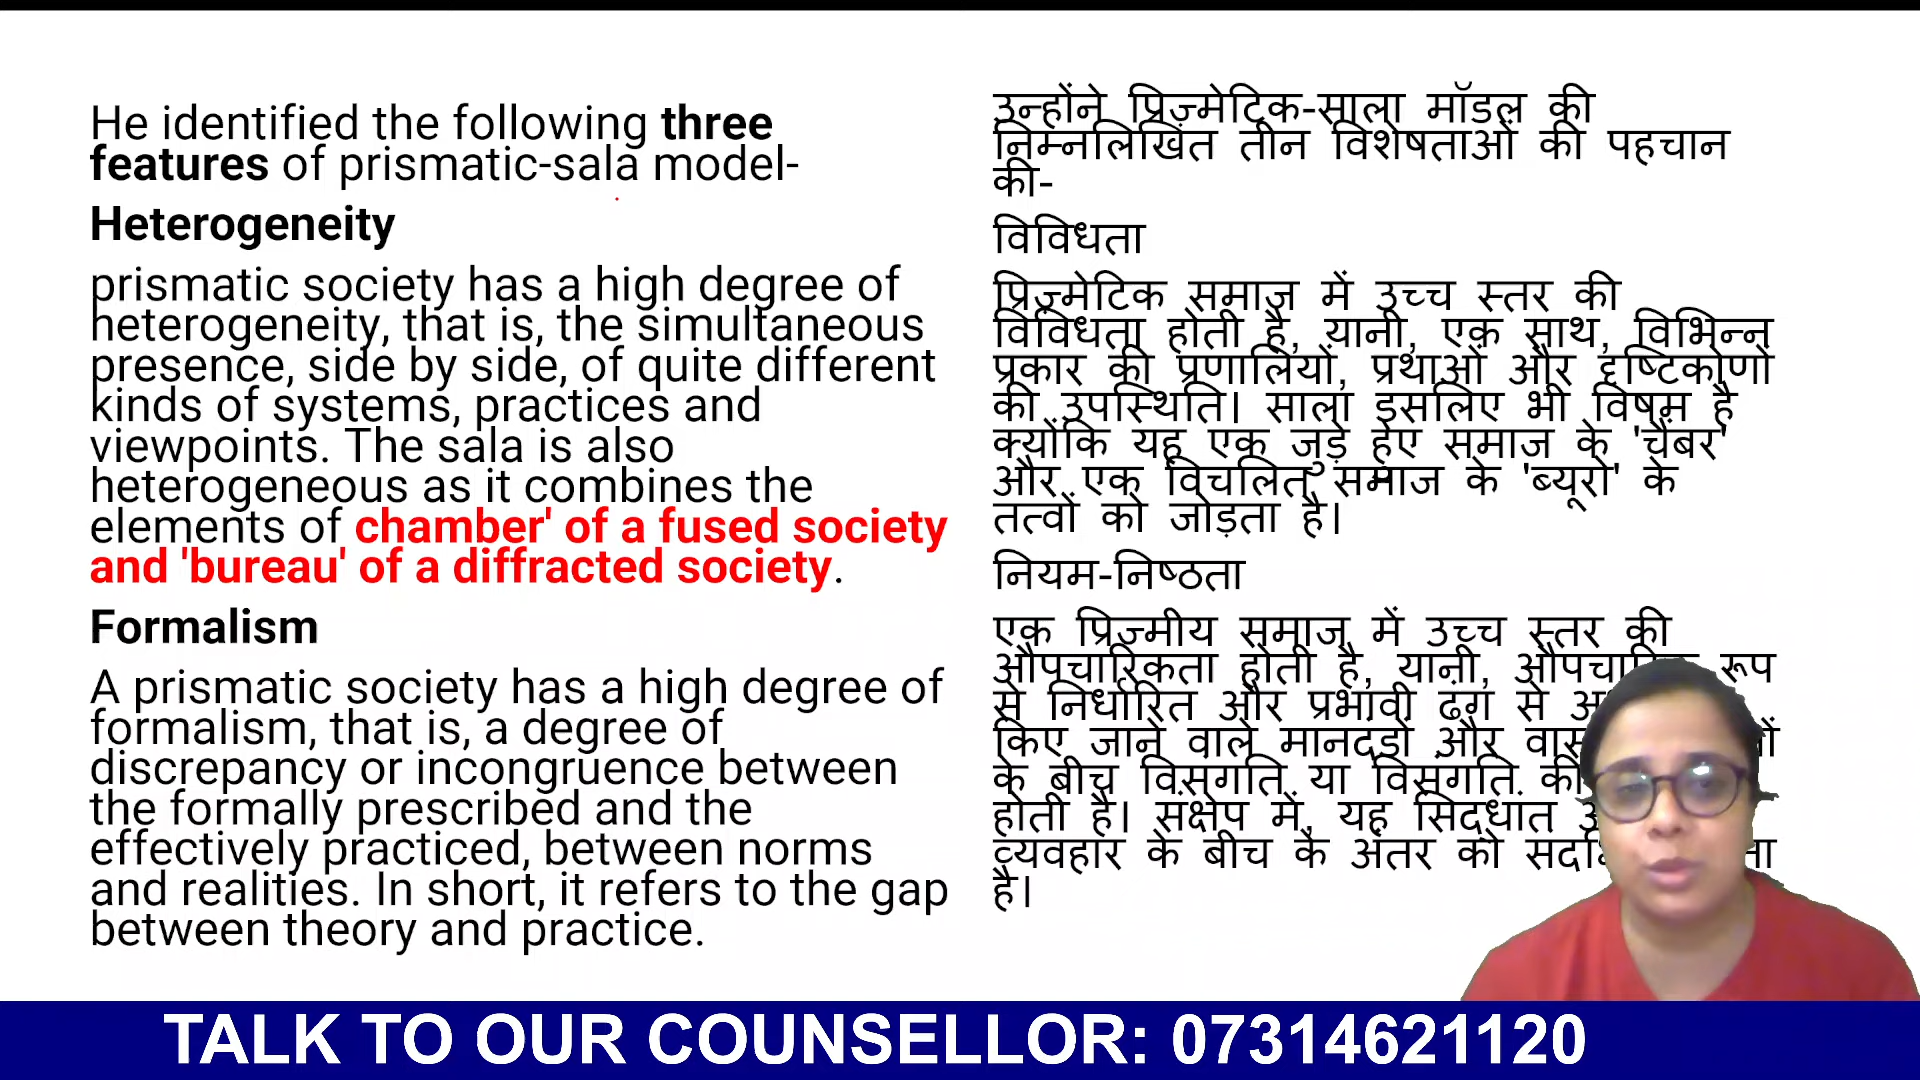 He identified the following three
features of prismatic-sala model-
Heterogeneity
prismatic society has a high degree of
heterogeneity, that is, the simultaneous
presence, side by side, of quite different
kinds of systems, practices and
viewpoints. The sala is also
heterogeneous as it combines the
elements of chamber' of a fused society
and 'bureau' of a diffracted society.
Formalism
A prismatic society has a high degree of
formalism, that is, a degree of
discrepancy or incongruence between
the formally prescribed and the
effectively practiced, between norms
and realities. In short, it refers to the gap
between theory and practice.
उन्होंने प्रिज़्मेटिक-साला मॉडल की
निम्नलिखित तीन विशेषताओं की पहचान
की-
विविधता
प्रिज़्मेटिक समाज में उच्च स्तर की
विविधता होती है, यानी, एक साथ, विभिन्न
प्रकार की प्रणालियों, प्रथाओं और दृष्टिकोणों
की उपस्थिति। साला इसलिए भी विषम है
क्योंकि यह एक जुड़े हुए समाज के 'चैंबर'
और एक विचलित समाज के 'ब्यूरो' के
तत्वों को जोड़ता है।
नियम-निष्ठता
एक प्रिज्मीय समाज में उच्च स्तर की
औपचारिकता होती है, यानी, रूप
से निर्धारित और प्रभावी ढंग से
किए जाने वाले मानदंडों और
के बीच विसंगति या विसंगति की
होती है। संक्षेप में, यह सिद्धांत
व्यवहार के बीच के अंतर को
है।
TALK TO OUR COUNSELLOR: 07314621120